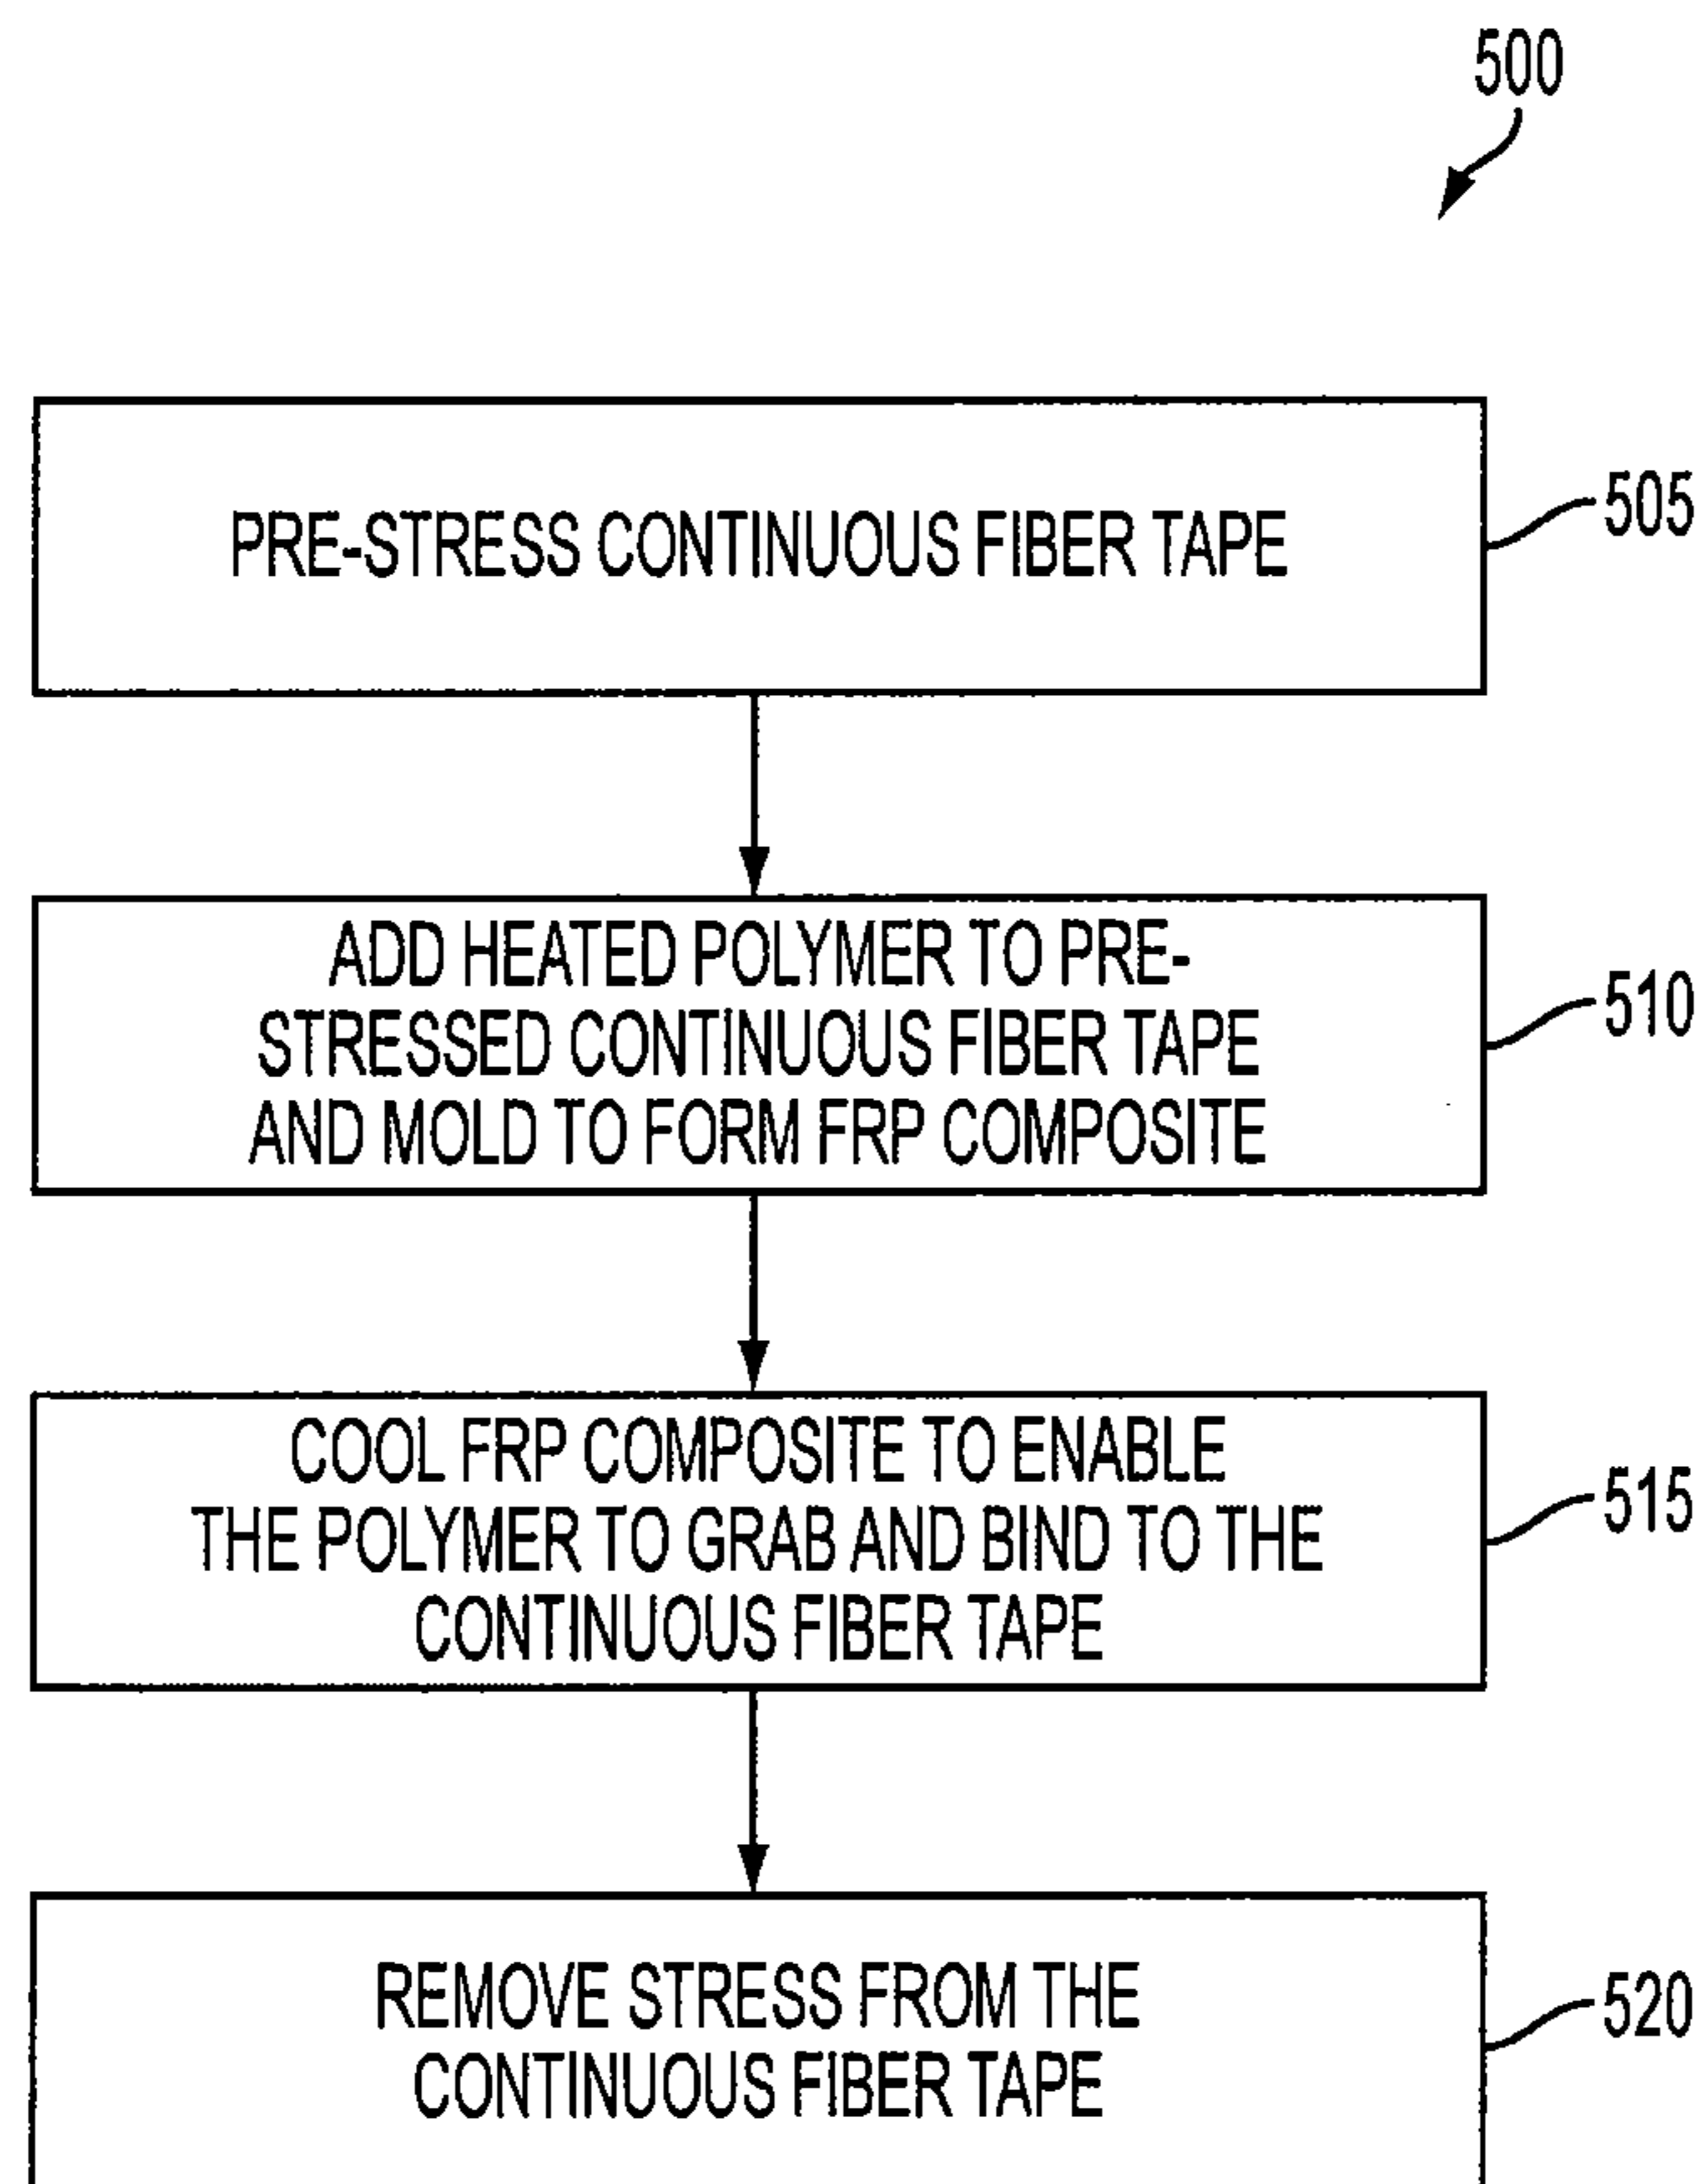 500
PRE-STRESS CONTINUOUS FIBER TAPE
505
ADD HEATED POLYMER TO PRE-
STRESSED CONTINUOUS FIBER TAPE
AND MOLD TO FORM FRP COMPOSITE
510
COOL FRP COMPOSITE TO ENABLE
THE POLYMER TO GRAB AND BIND TO THE
CONTINUOUS FIBER TAPE
515
REMOVE STRESS FROM THE
CONTINUOUS FIBER TAPE
520